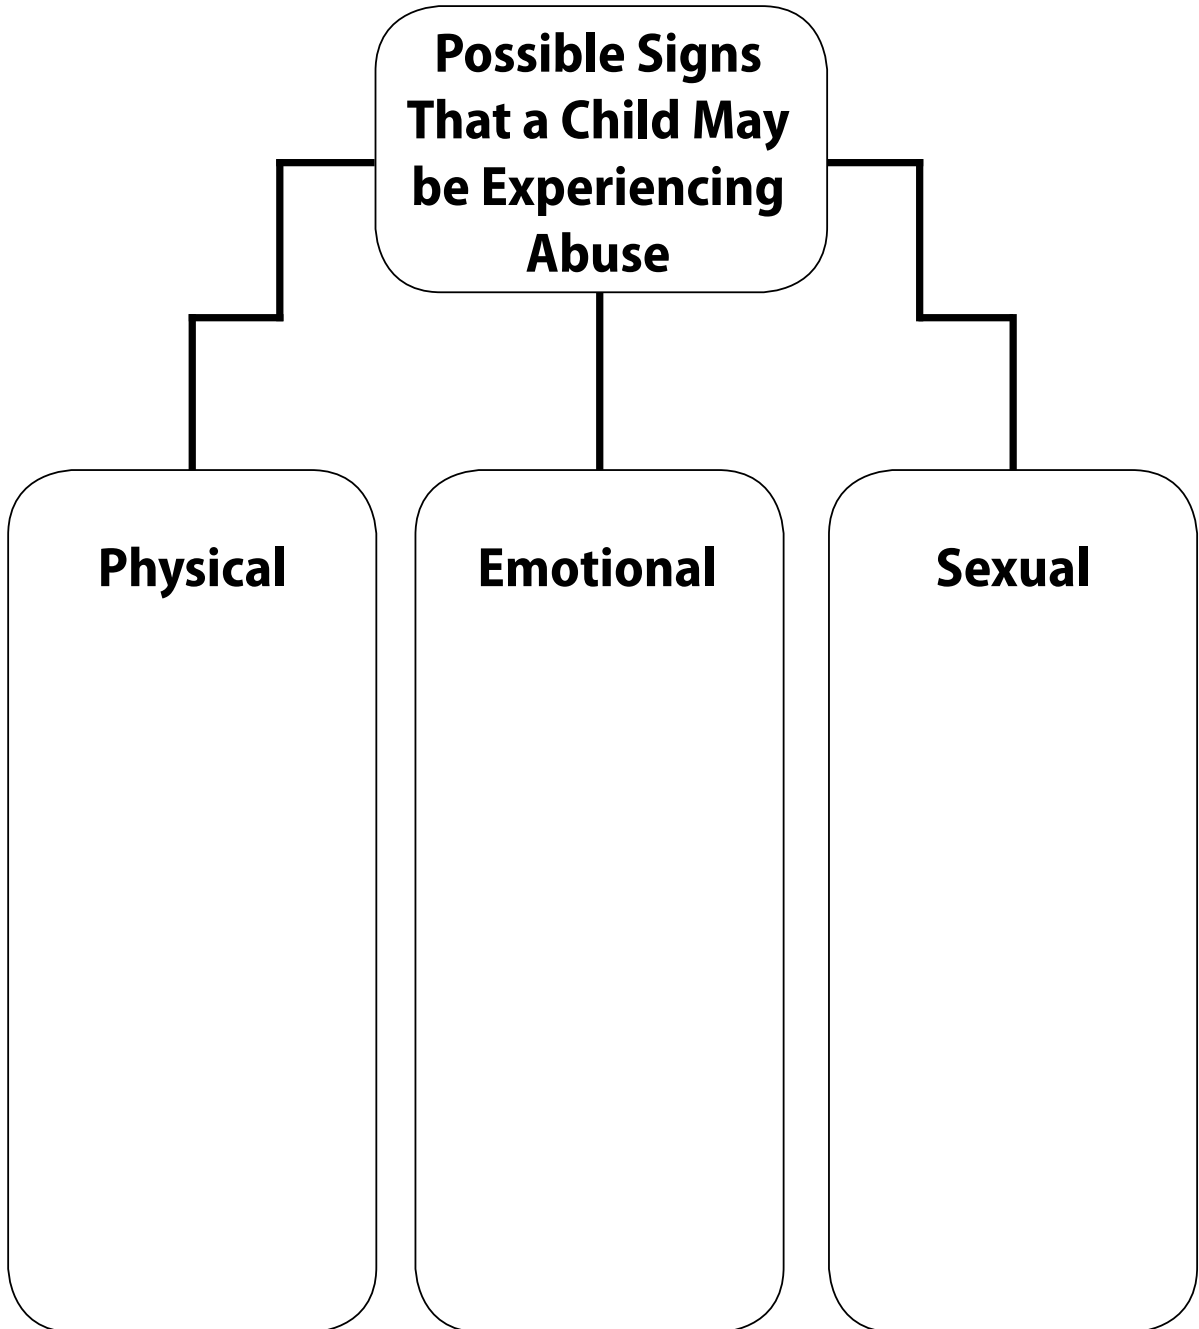 Possible Signs
That a Child May
be Experiencing
Abuse
Physical
Emotional
Sexual